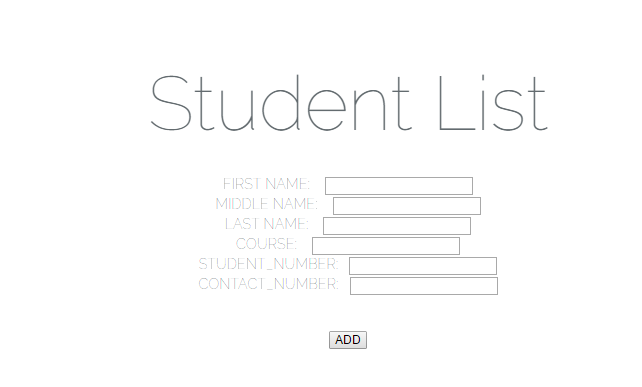 Student List
FIRST NAME:
MIDDLE NAME:
LAST NAME:
COURSE:
STUDENT_NUMBER:
CONTACT_NUMBER:
ADD